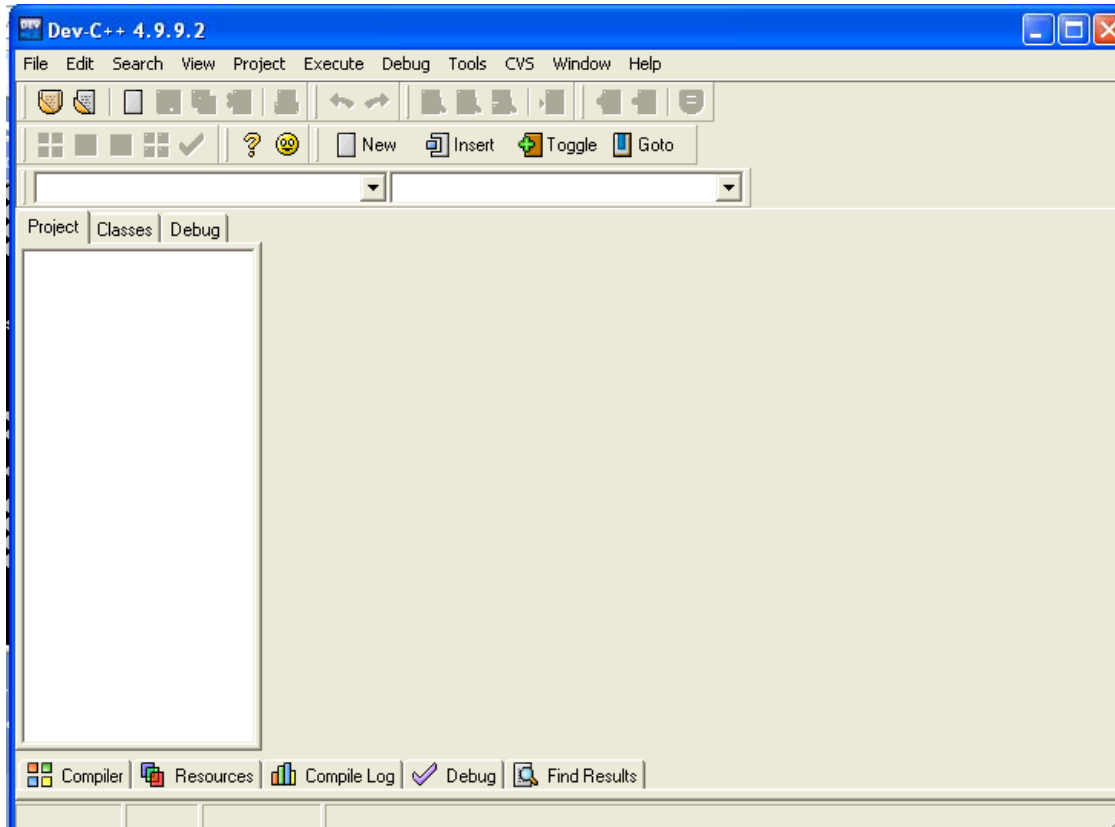 Dev-C++ 4.9.9.2
File Edit Search View Project Execute Debug Tools CVS Window Help
New Insert Toggle Goto
Project Classes Debug
Compiler Resources Compile Log Debug Find Results